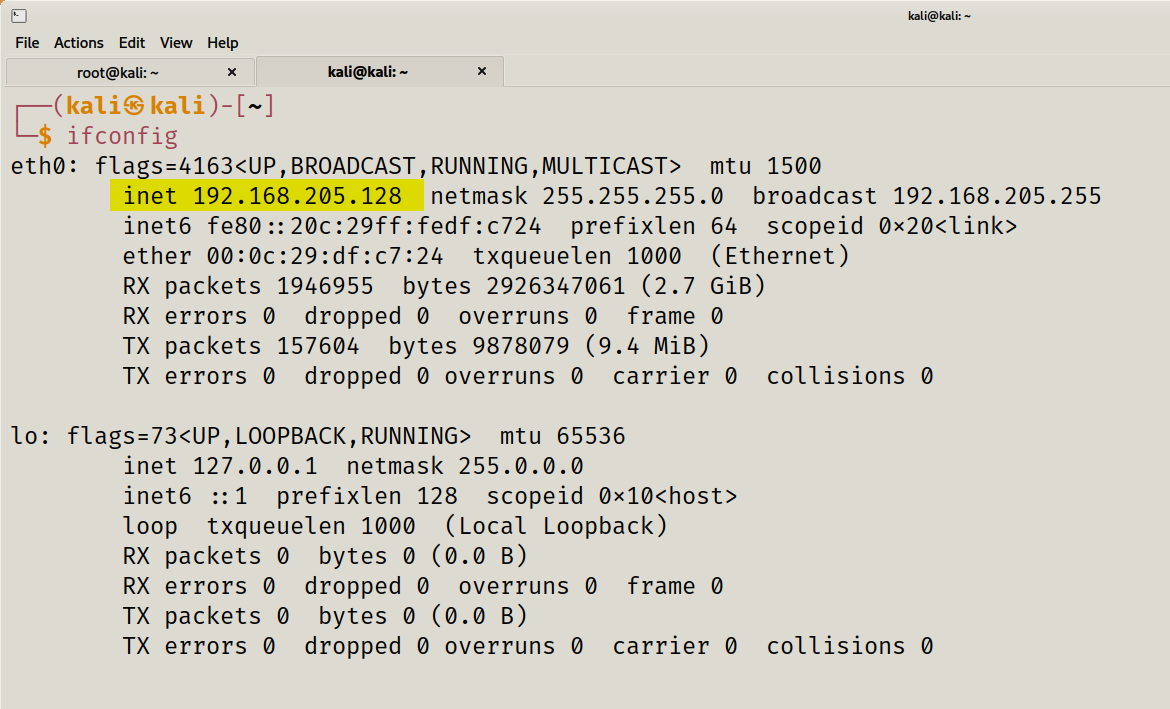 kali@kali: ~
File Actions Edit View Help
root@kali: ~ × kali@kali: ~ ×
┌──(kali㉿kali)-[~]
└─$ ifconfig
eth0: flags=4163<UP,BROADCAST,RUNNING,MULTICAST>  mtu 1500
        inet 192.168.205.128  netmask 255.255.255.0  broadcast 192.168.205.255
        inet6 fe80::20c:29ff:fedf:c724  prefixlen 64  scopeid 0×20<link>
        ether 00:0c:29:df:c7:24  txqueuelen 1000  (Ethernet)
        RX packets 1946955  bytes 2926347061 (2.7 GiB)
        RX errors 0  dropped 0  overruns 0  frame 0
        TX packets 157604  bytes 9878079 (9.4 MiB)
        TX errors 0  dropped 0 overruns 0  carrier 0  collisions 0
lo: flags=73<UP,LOOPBACK,RUNNING>  mtu 65536
        inet 127.0.0.1  netmask 255.0.0.0
        inet6 ::1  prefixlen 128  scopeid 0×10<host>
        loop  txqueuelen 1000  (Local Loopback)
        RX packets 0  bytes 0 (0.0 B)
        RX errors 0  dropped 0  overruns 0  frame 0
        TX packets 0  bytes 0 (0.0 B)
        TX errors 0  dropped 0 overruns 0  carrier 0  collisions 0